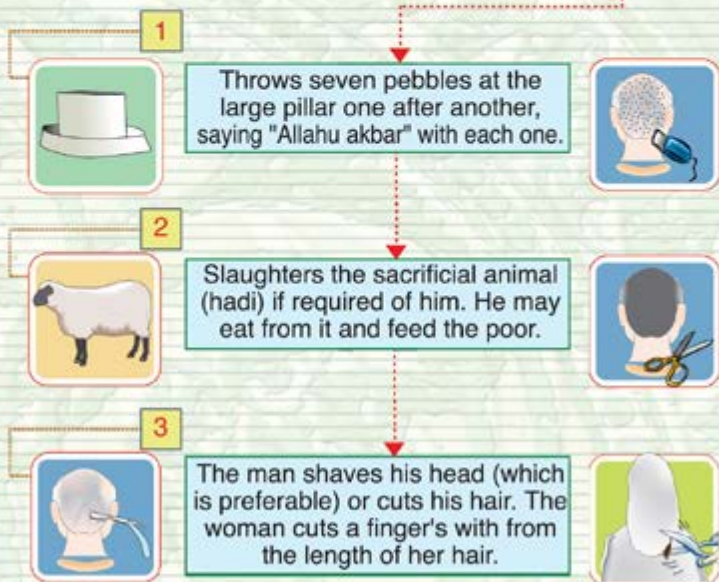 1
Throws seven pebbles at the
large pillar one after another,
saying "Allahu akbar" with each one.
2
Slaughters the sacrificial animal
(hadi) if required of him. He may
eat from it and feed the poor.
3
The man shaves his head (which
is preferable) or cuts his hair. The
woman cuts a finger's with from
the length of her hair.